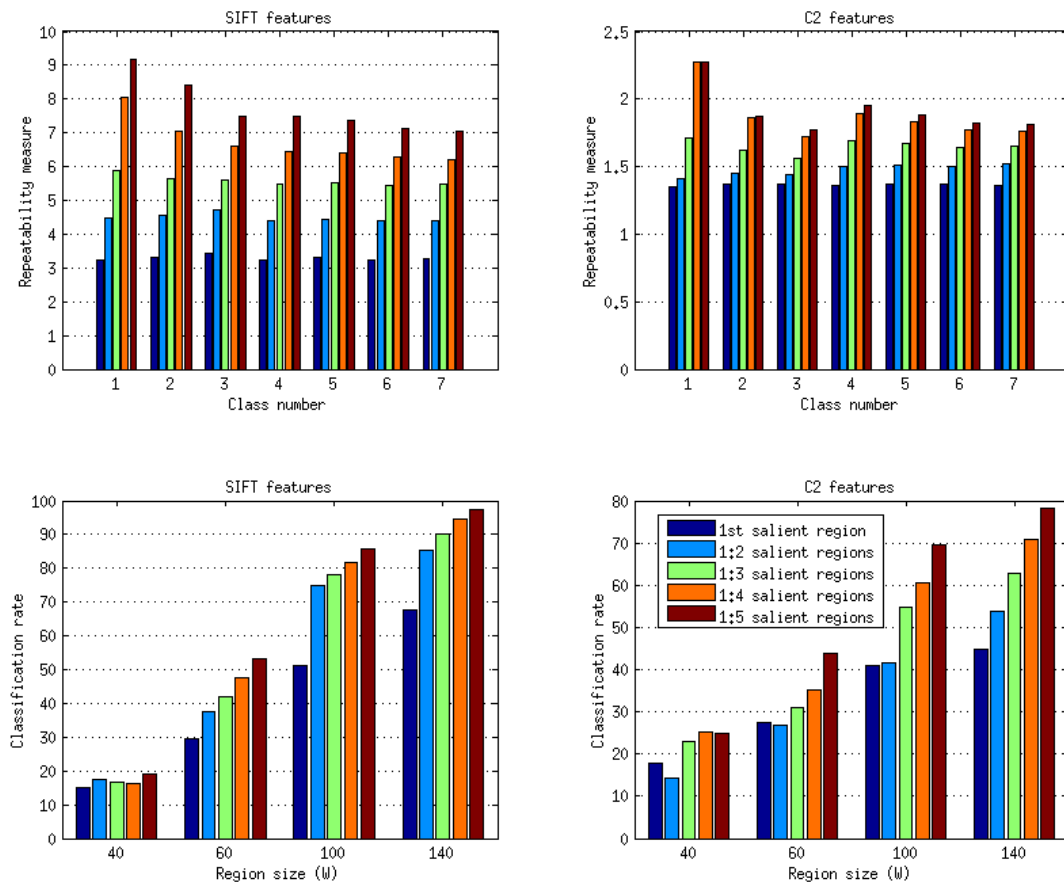 SIFT features
10
9
8
7
6
5
4
3
2
1
0
Repeatability measure
1 2 3 4 5 6 7
Class number
C2 features
2.5
2
1.5
1
0.5
0
Repeatability measure
1 2 3 4 5 6 7
Class number
SIFT features
100
90
80
70
60
50
40
30
20
10
0
Classification rate
40 60 100 140
Region size (W)
C2 features
80
70
60
50
40
30
20
10
0
Classification rate
1st salient region
1:2 salient regions
1:3 salient regions
1:4 salient regions
1:5 salient regions
40 60 100 140
Region size (W)